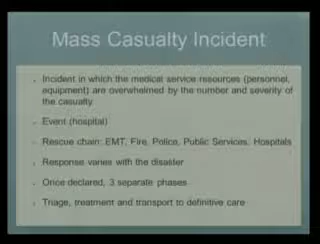 Mass Casualty Incident
Incident in which the medical service resources (personnel,
equipment) are overwhelmed by the number and severity of
the casualty
Event (hospital)
Rescue chain: EMT, Fire, Police, Public Services, Hospitals
Response varies with the disaster
Once declared, 3 separate phases
Triage, treatment and transport to definitive care